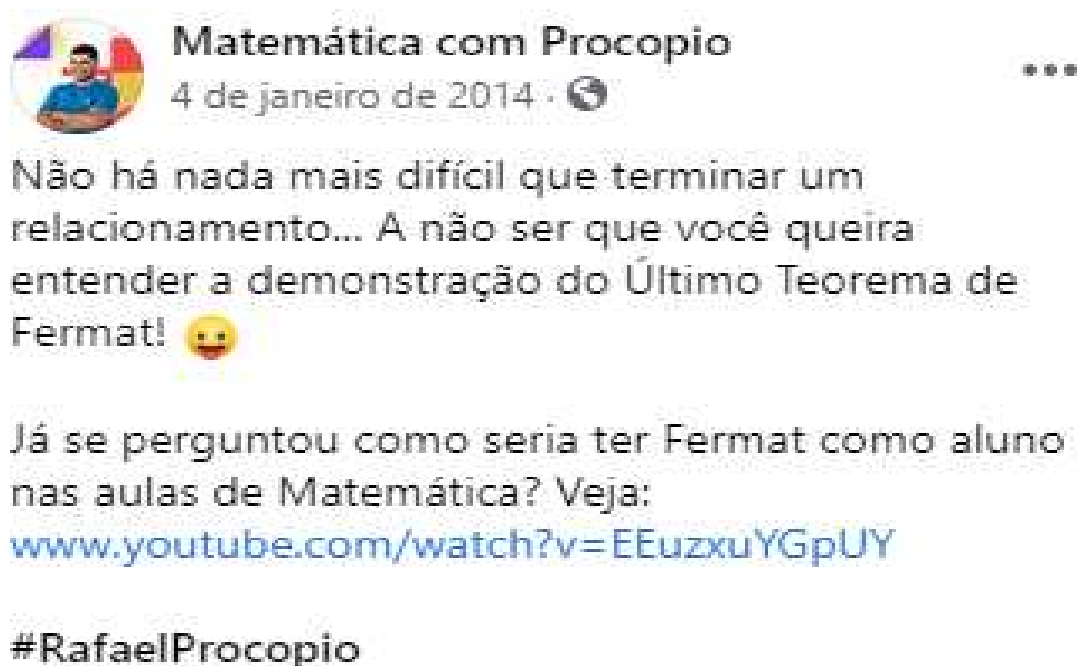 Matemática com Procopio
4 de janeiro de 2014 ·
Não há nada mais difícil que terminar um
relacionamento... A não ser que você queira
entender a demonstração do Último Teorema de
Fermat! 😛
Já se perguntou como seria ter Fermat como aluno
nas aulas de Matemática? Veja:
www.youtube.com/watch?v=EEuzxuYGpUY
#RafaelProcopio